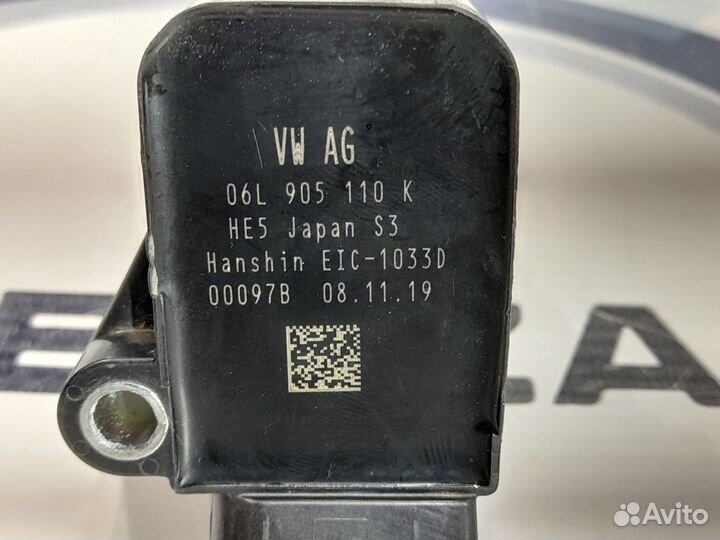 VW AG
06L 905 110 K
HE5 Japan S3
Hanshin EIC-1033D
00097B 08.11.19
Avito